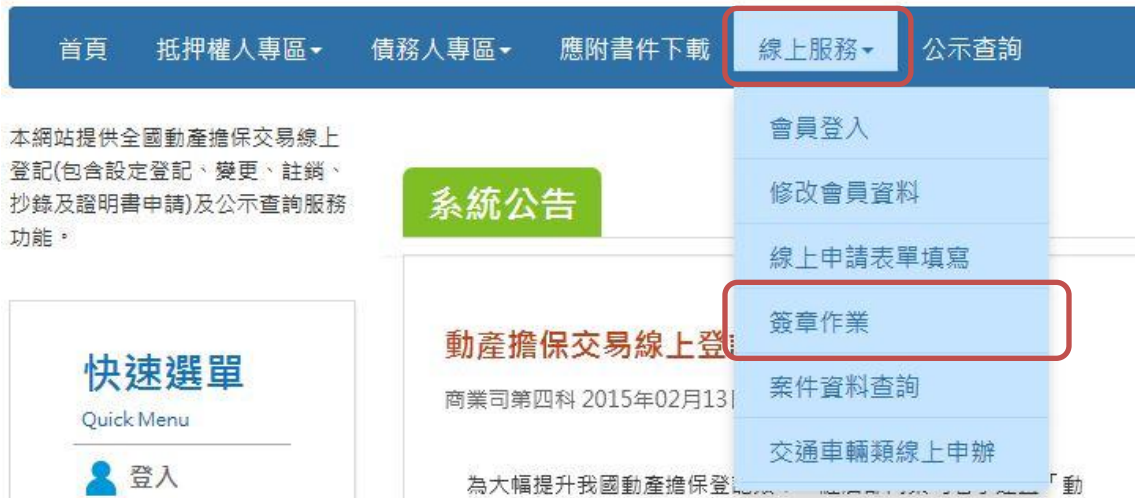 首頁 抵押權人專區 債務人專區 應附書件下載 線上服務 公示查詢
會員登入
修改會員資料
線上申請表單填寫
簽章作業
案件資料查詢
交通車輛類線上申辦
本網站提供全國動產擔保交易線上
登記(包含設定登記、變更、註銷、
抄錄及證明書申請)及公示查詢服務
功能。
快速選單
Quick Menu
登入
系統公告
動產擔保交易線上登
商業司第四科 2015年02月13
為大幅提升我國動產擔保登
「動